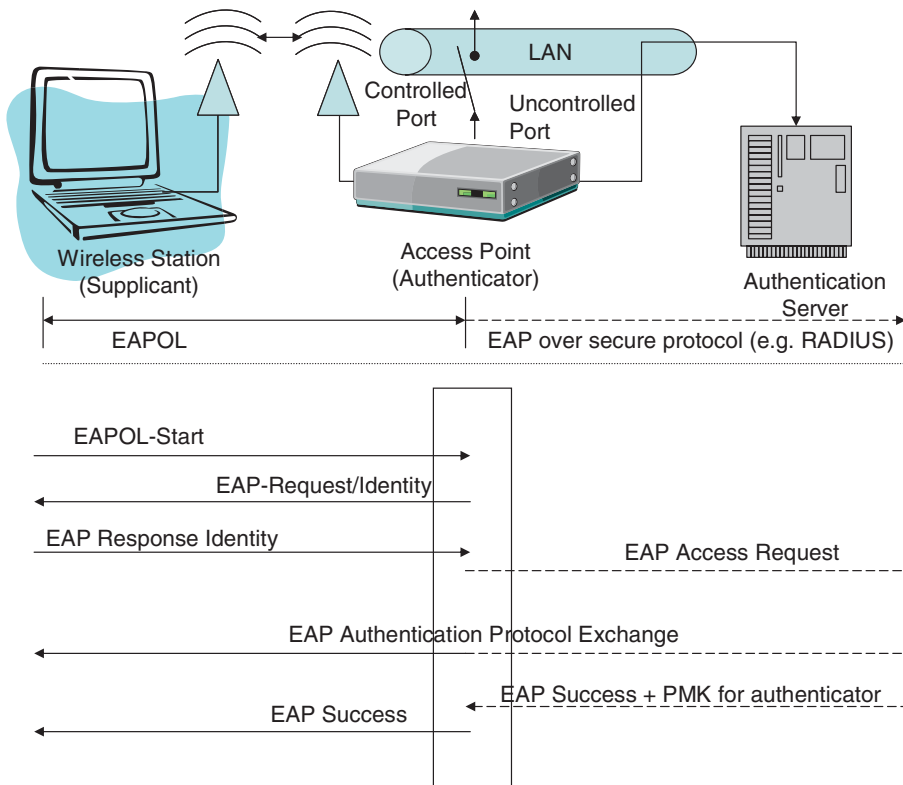 LAN
Controlled
Port
Uncontrolled
Port
Wireless Station
(Supplicant)
Access Point
(Authenticator)
Authentication
Server
EAPOL
EAP over secure protocol (e.g. RADIUS)
EAPOL-Start
EAP-Request/Identity
EAP Response Identity
EAP Access Request
EAP Authentication Protocol Exchange
EAP Success + PMK for authenticator
EAP Success